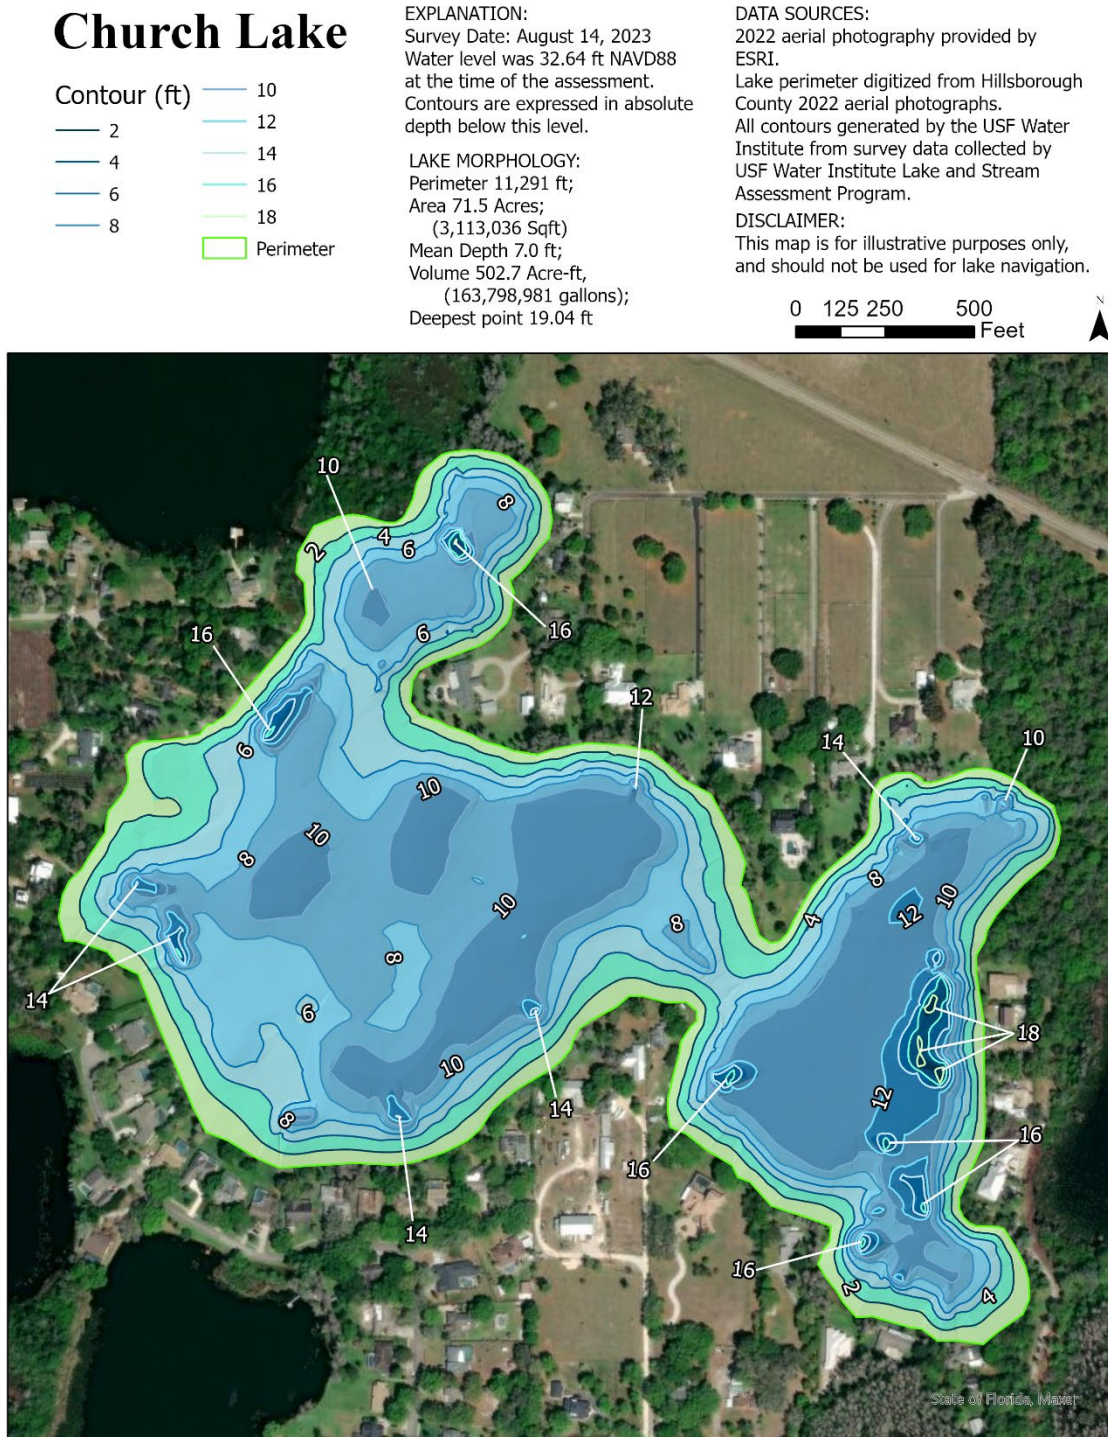 Church Lake
Contour (ft)
2
4
6
8
10
12
14
16
18
Perimeter
EXPLANATION:
Survey Date: August 14, 2023
Water level was 32.64 ft NAVD88
at the time of the assessment.
Contours are expressed in absolute
depth below this level.
LAKE MORPHOLOGY:
Perimeter 11,291 ft;
Area 71.5 Acres;
(3,113,036 Sqft)
Mean Depth 7.0 ft;
Volume 502.7 Acre-ft,
(163,798,981 gallons);
Deepest point 19.04 ft
DATA SOURCES:
2022 aerial photography provided by
ESRI.
Lake perimeter digitized from Hillsborough
County 2022 aerial photographs.
All contours generated by the USF Water
Institute from survey data collected by
USF Water Institute Lake and Stream
Assessment Program.
DISCLAIMER:
This map is for illustrative purposes only,
and should not be used for lake navigation.
0 125 250 500
Feet
N
10
8
4
6
2
16
6
16
12
14
10
6
10
10
8
8
4
12
10
10
8
8
14
6
18
10
12
14
16
16
8
14
16
2
4
State of Florida, Maxar